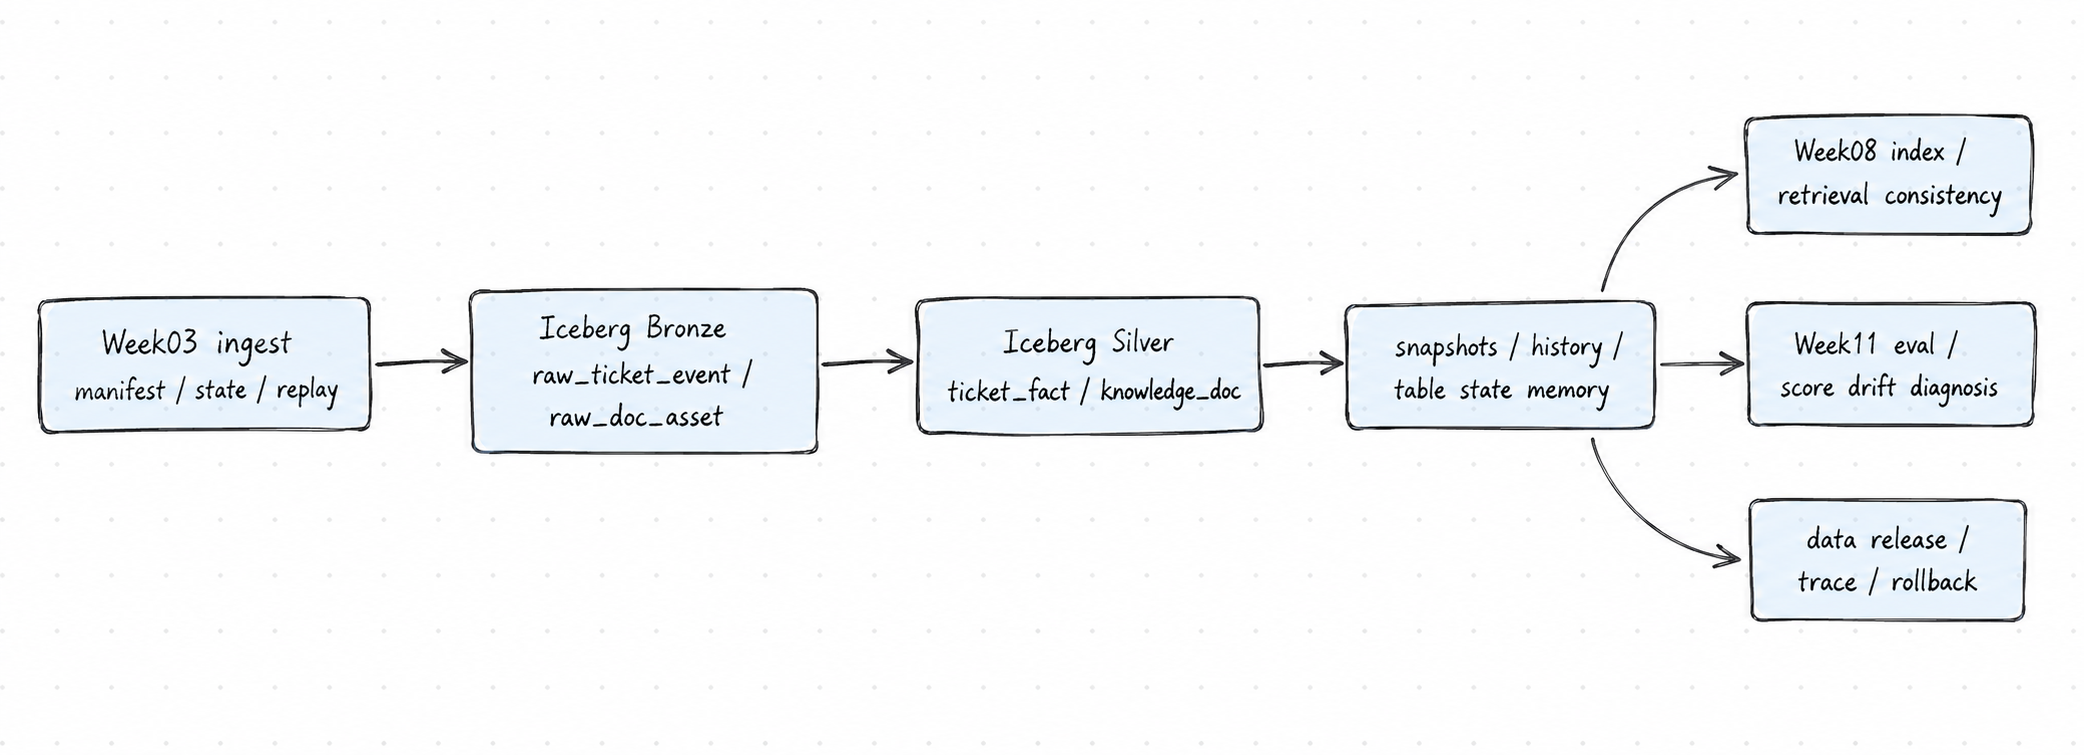 Week03 ingest
manifest / state / replay
Iceberg Bronze
raw_ticket_event /
raw_doc_asset
Iceberg Silver
ticket_fact / knowledge_doc
snapshots / history /
table state memory
Week08 index /
retrieval consistency
Week11 eval /
score drift diagnosis
data release /
trace / rollback